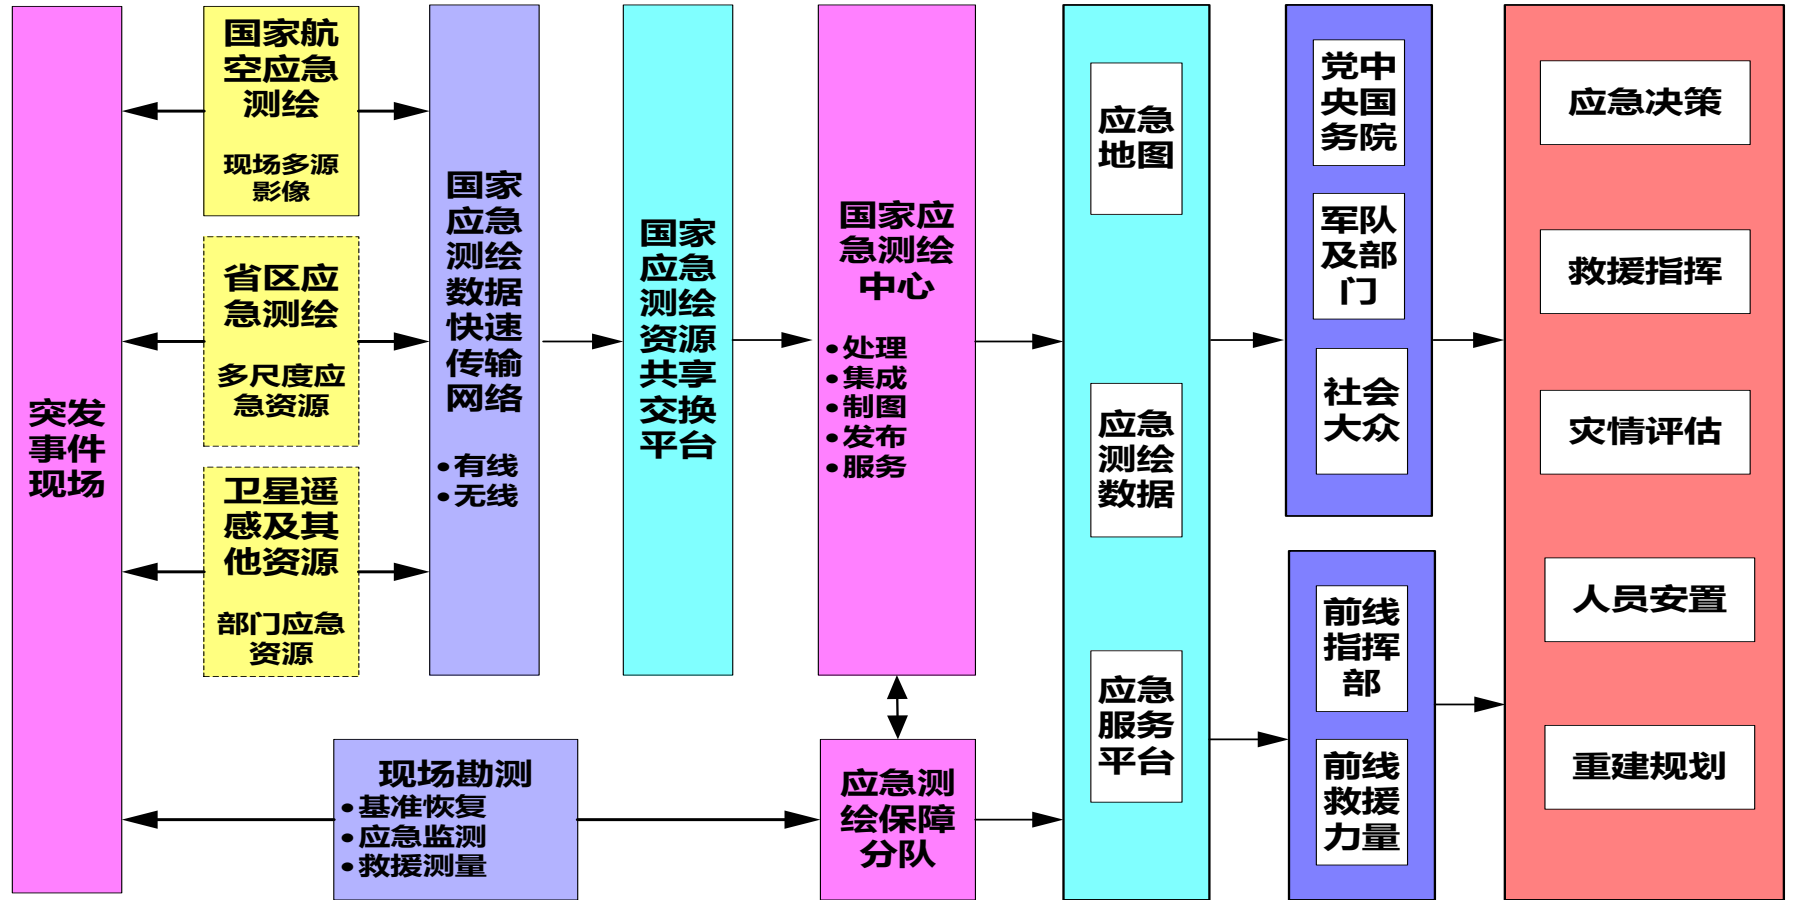 突发
事件
现场
国家航
空应急
测绘
现场多源
影像
省区应
急测绘
多尺度应
急资源
卫星遥
感及其
他资源
部门应急
资源
国家
应急
测绘
数据
快速
传输
网络
•有线
•无线
国家
应急
测绘
资源
共享
交换
平台
国家应
急测绘
中心
•处理
•集成
•制图
•发布
•服务
现场勘测
•基准恢复
•应急监测
•救援测量
应急测
绘保障
分队
应急
地图
应急
测绘
数据
应急
服务
平台
党中
央国
务院
军队
及部
门
社会
大众
前线
指挥
部
前线
救援
力量
应急决策
救援指挥
灾情评估
人员安置
重建规划